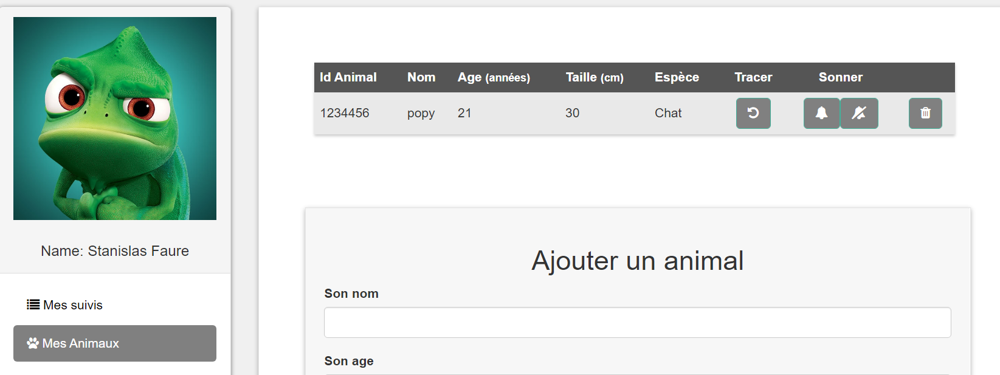 Name: Stanislas Faure
Mes suivis
Mes Animaux
Id Animal Nom Age (années) Taille (cm) Espèce Tracer Sonner
1234456 popy 21 30 Chat
Ajouter un animal
Son nom
Son age